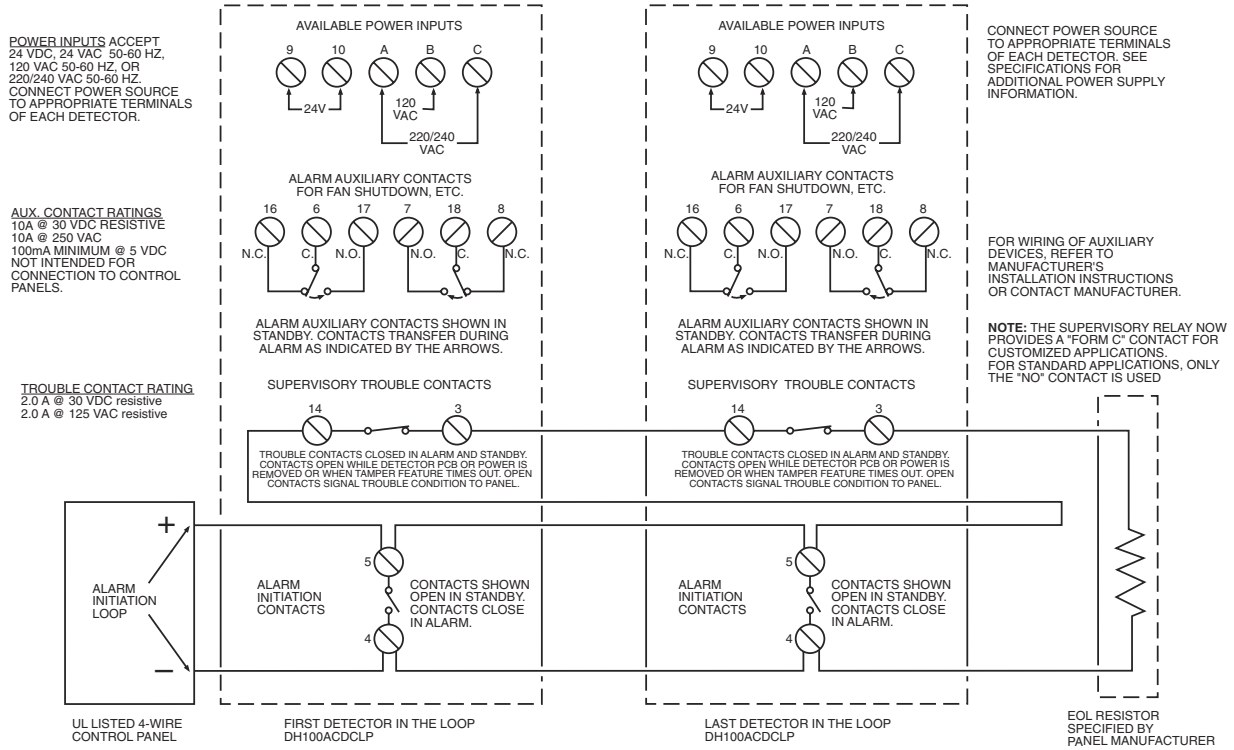 POWER INPUTS ACCEPT
24 VDC, 24 VAC 50-60 HZ,
120 VAC 50-60 HZ, OR
220/240 VAC 50-60 HZ.
CONNECT POWER SOURCE
TO APPROPRIATE TERMINALS
OF EACH DETECTOR.
AUX. CONTACT RATINGS
10A @ 30 VDC RESISTIVE
10A @ 250 VAC
100mA MINIMUM @ 5 VDC
NOT INTENDED FOR
CONNECTION TO CONTROL
PANELS.
TROUBLE CONTACT RATING
2.0 A @ 30 VDC resistive
2.0 A @ 125 VAC resistive
AVAILABLE POWER INPUTS
9 10 A B C
24V
120
VAC
220/240
VAC
ALARM AUXILIARY CONTACTS
FOR FAN SHUTDOWN, ETC.
16 6 17 7 18 8
N.C. C. N.O. N.O. C. N.C.
ALARM AUXILIARY CONTACTS SHOWN IN
STANDBY. CONTACTS TRANSFER DURING
ALARM AS INDICATED BY THE ARROWS.
SUPERVISORY TROUBLE CONTACTS
14 3
TROUBLE CONTACTS CLOSED IN ALARM AND STANDBY.
CONTACTS OPEN WHILE DETECTOR PCB OR POWER IS
REMOVED OR WHEN TAMPER FEATURE TIMES OUT. OPEN
CONTACTS SIGNAL TROUBLE CONDITION TO PANEL.
AVAILABLE POWER INPUTS
9 10 A B C
24V
120
VAC
220/240
VAC
ALARM AUXILIARY CONTACTS
FOR FAN SHUTDOWN, ETC.
16 6 17 7 18 8
N.C. C. N.O. N.O. C. N.C.
ALARM AUXILIARY CONTACTS SHOWN IN
STANDBY. CONTACTS TRANSFER DURING
ALARM AS INDICATED BY THE ARROWS.
SUPERVISORY TROUBLE CONTACTS
14 3
TROUBLE CONTACTS CLOSED IN ALARM AND STANDBY.
CONTACTS OPEN WHILE DETECTOR PCB OR POWER IS
REMOVED OR WHEN TAMPER FEATURE TIMES OUT. OPEN
CONTACTS SIGNAL TROUBLE CONDITION TO PANEL.
CONNECT POWER SOURCE
TO APPROPRIATE TERMINALS
OF EACH DETECTOR. SEE
SPECIFICATIONS FOR
ADDITIONAL POWER SUPPLY
INFORMATION.
FOR WIRING OF AUXILIARY
DEVICES, REFER TO
MANUFACTURER'S
INSTALLATION INSTRUCTIONS
OR CONTACT MANUFACTURER.
NOTE: THE SUPERVISORY RELAY NOW
PROVIDES A "FORM C" CONTACT FOR
CUSTOMIZED APPLICATIONS.
FOR STANDARD APPLICATIONS, ONLY
THE "NO" CONTACT IS USED
+
ALARM
INITIATION
LOOP
–
UL LISTED 4-WIRE
CONTROL PANEL
ALARM
INITIATION
CONTACTS
5
4
CONTACTS SHOWN
OPEN IN STANDBY.
CONTACTS CLOSE
IN ALARM.
FIRST DETECTOR IN THE LOOP
DH100ACDCLP
ALARM
INITIATION
CONTACTS
5
4
CONTACTS SHOWN
OPEN IN STANDBY.
CONTACTS CLOSE
IN ALARM.
LAST DETECTOR IN THE LOOP
DH100ACDCLP
EOL RESISTOR
SPECIFIED BY
PANEL MANUFACTURER